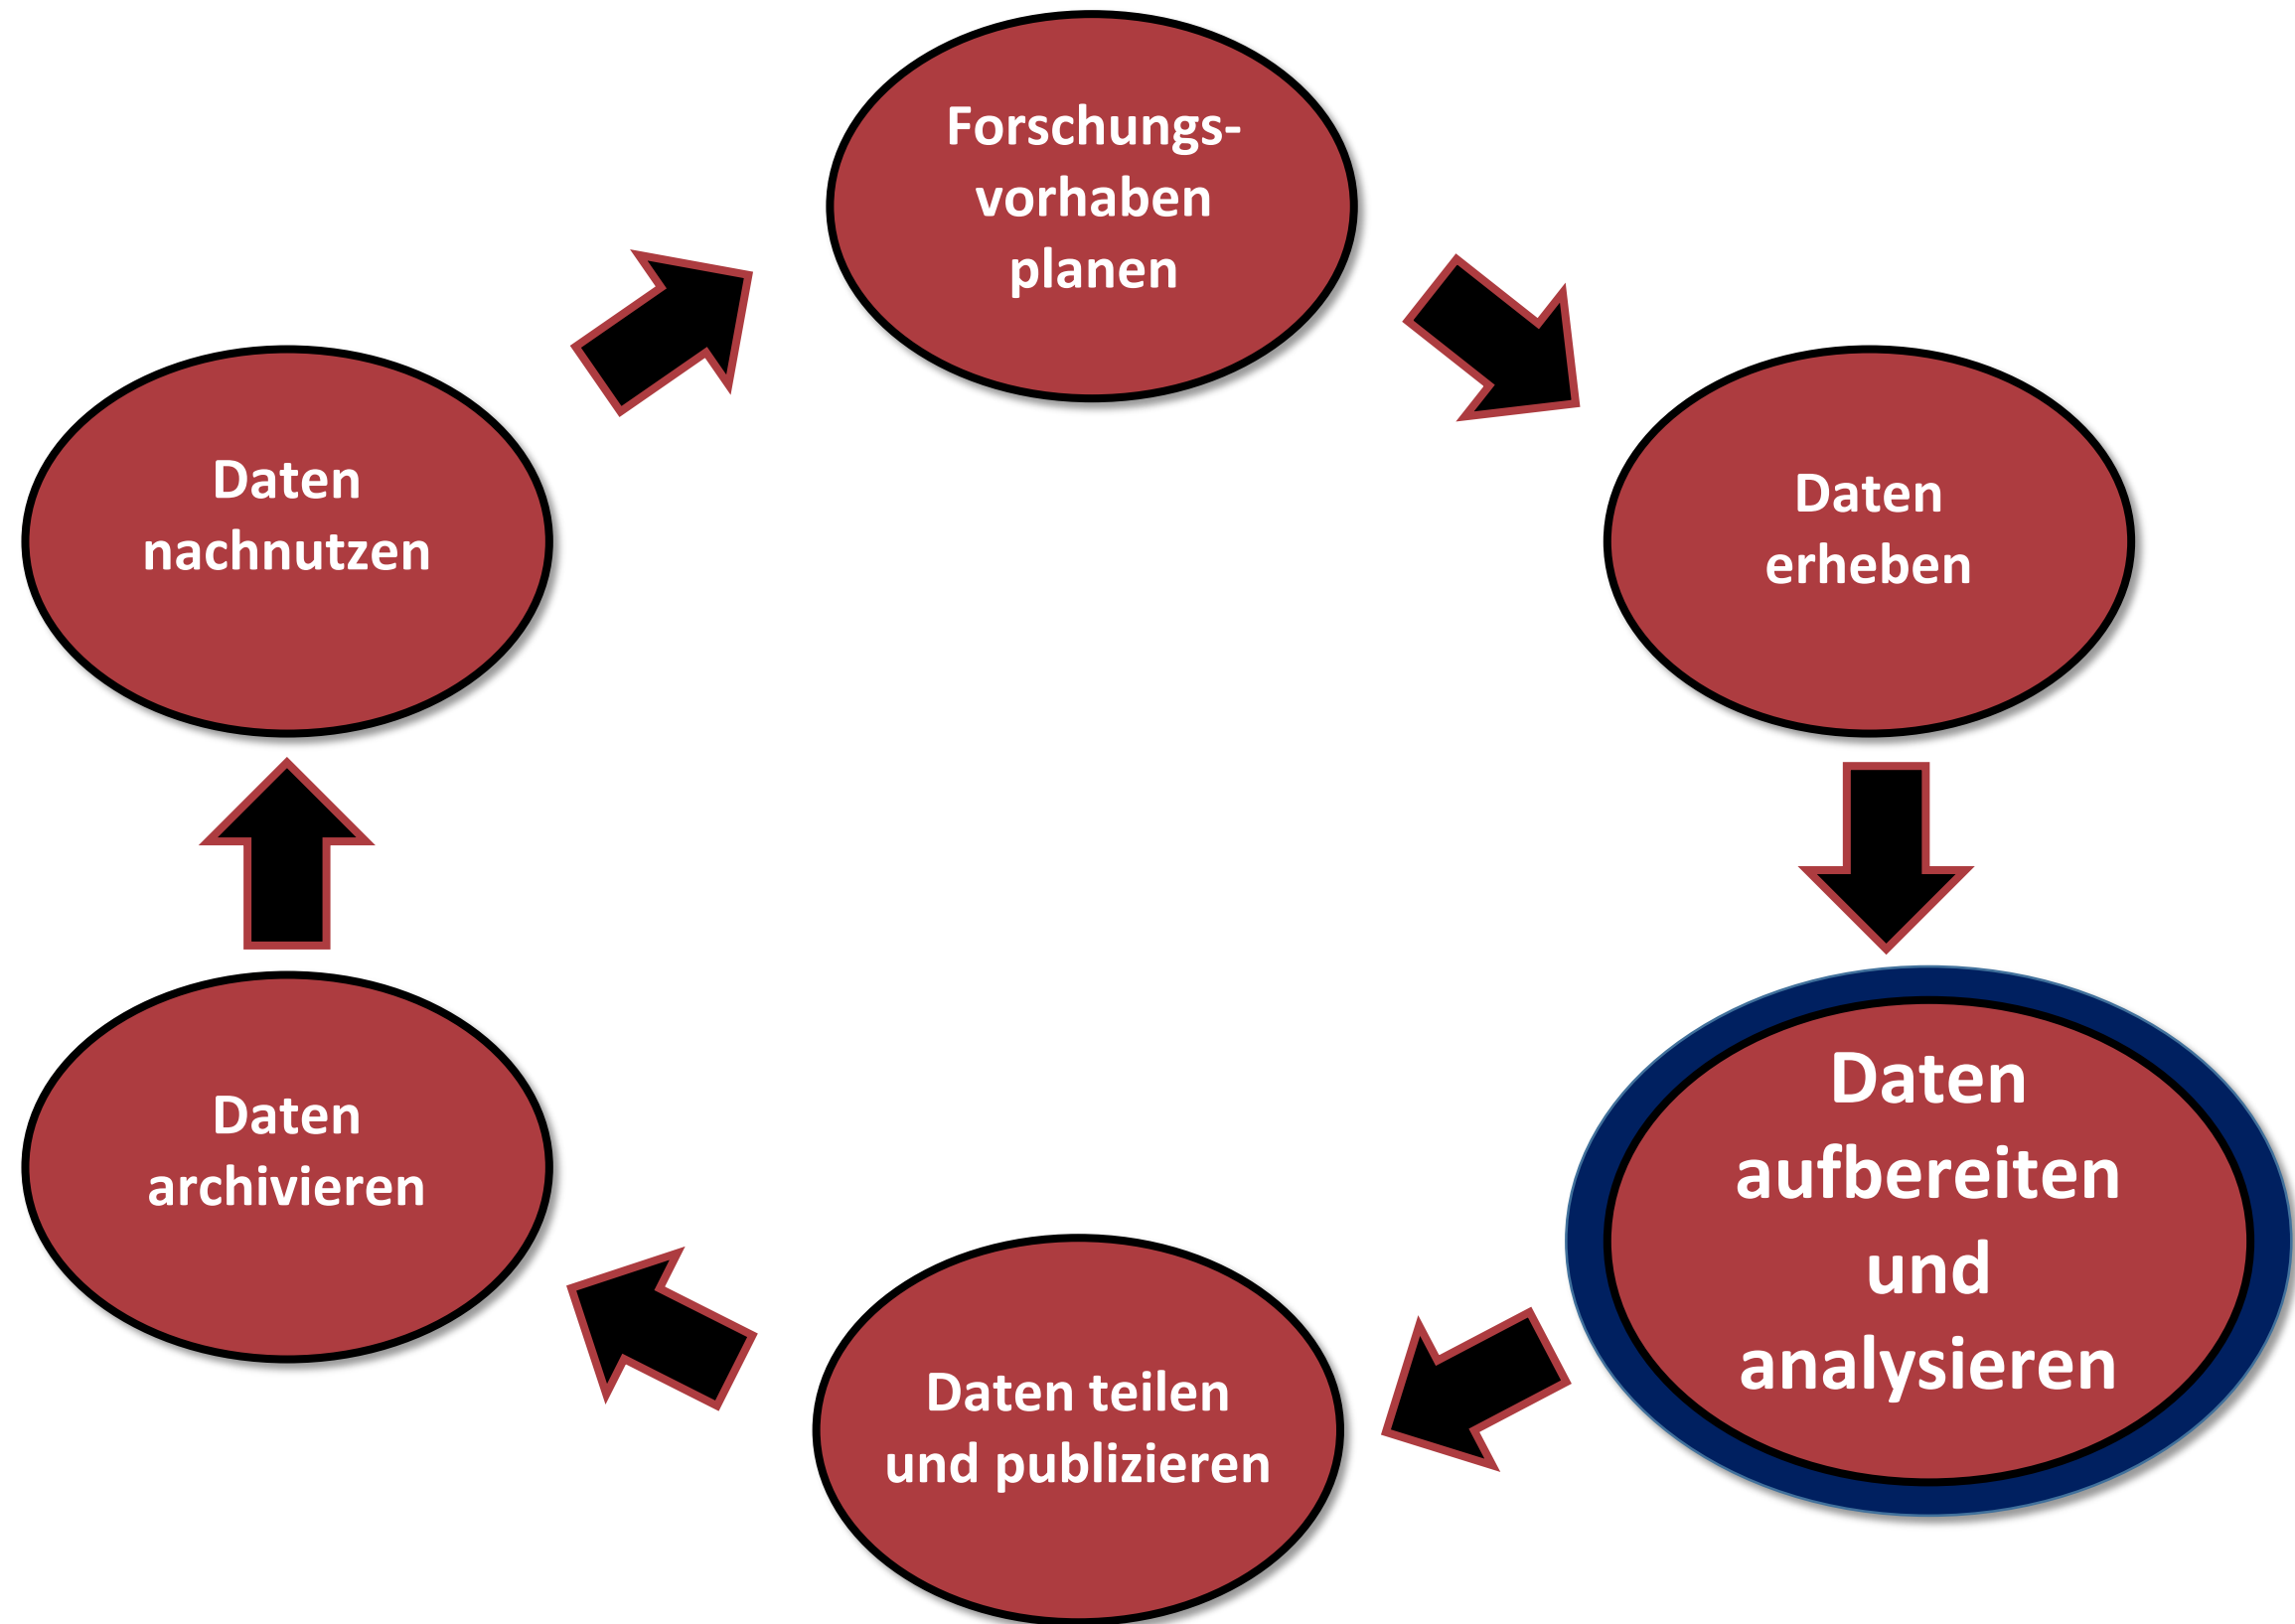 Forschungs-
vorhaben
planen
Daten
erheben
Daten
aufbereiten
und
analysieren
Daten teilen
und publizieren
Daten
archivieren
Daten
nachnutzen